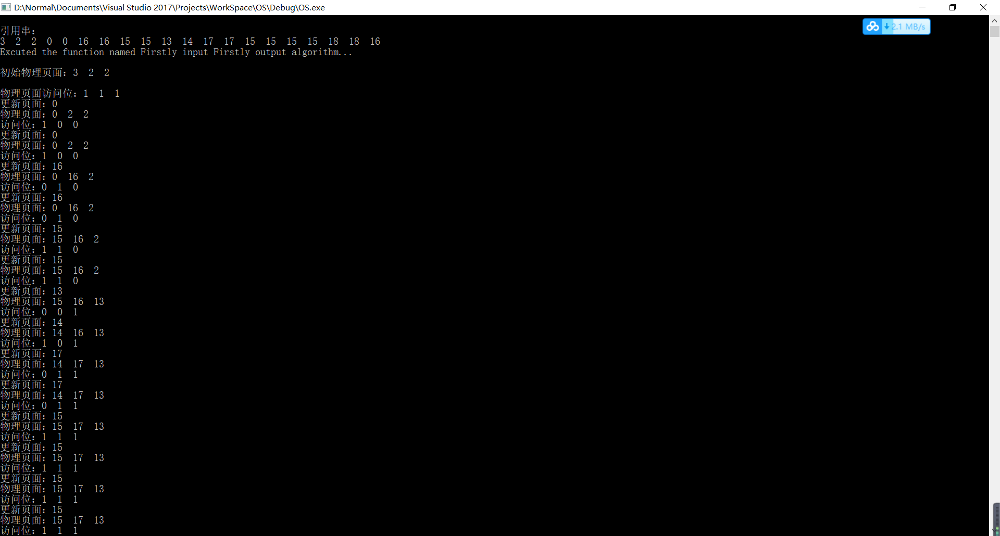 D:\Normal\Documents\Visual Studio 2017\Projects\WorkSpace\OS\Debug\OS.exe
2.1 MB/s
引用串：
3 2 2 0 0 16 16 15 15 13 14 17 17 15 15 15 15 18 18 16
Excuted the function named Firstly input Firstly output algorithm...
初始物理页面：3 2 2
物理页面访问位：1 1 1
更新页面：0
物理页面：0 2 2
访问位：1 0 0
更新页面：0
物理页面：0 2 2
访问位：1 0 0
更新页面：16
物理页面：0 16 2
访问位：0 1 0
更新页面：16
物理页面：0 16 2
访问位：0 1 0
更新页面：15
物理页面：15 16 2
访问位：1 1 0
更新页面：15
物理页面：15 16 2
访问位：1 1 0
更新页面：13
物理页面：15 16 13
访问位：0 0 1
更新页面：14
物理页面：14 16 13
访问位：1 0 1
更新页面：17
物理页面：14 17 13
访问位：0 1 1
更新页面：17
物理页面：14 17 13
访问位：0 1 1
更新页面：15
物理页面：15 17 13
访问位：1 1 1
更新页面：15
物理页面：15 17 13
访问位：1 1 1
更新页面：15
物理页面：15 17 13
访问位：1 1 1
更新页面：15
物理页面：15 17 13
访问位：1 1 1